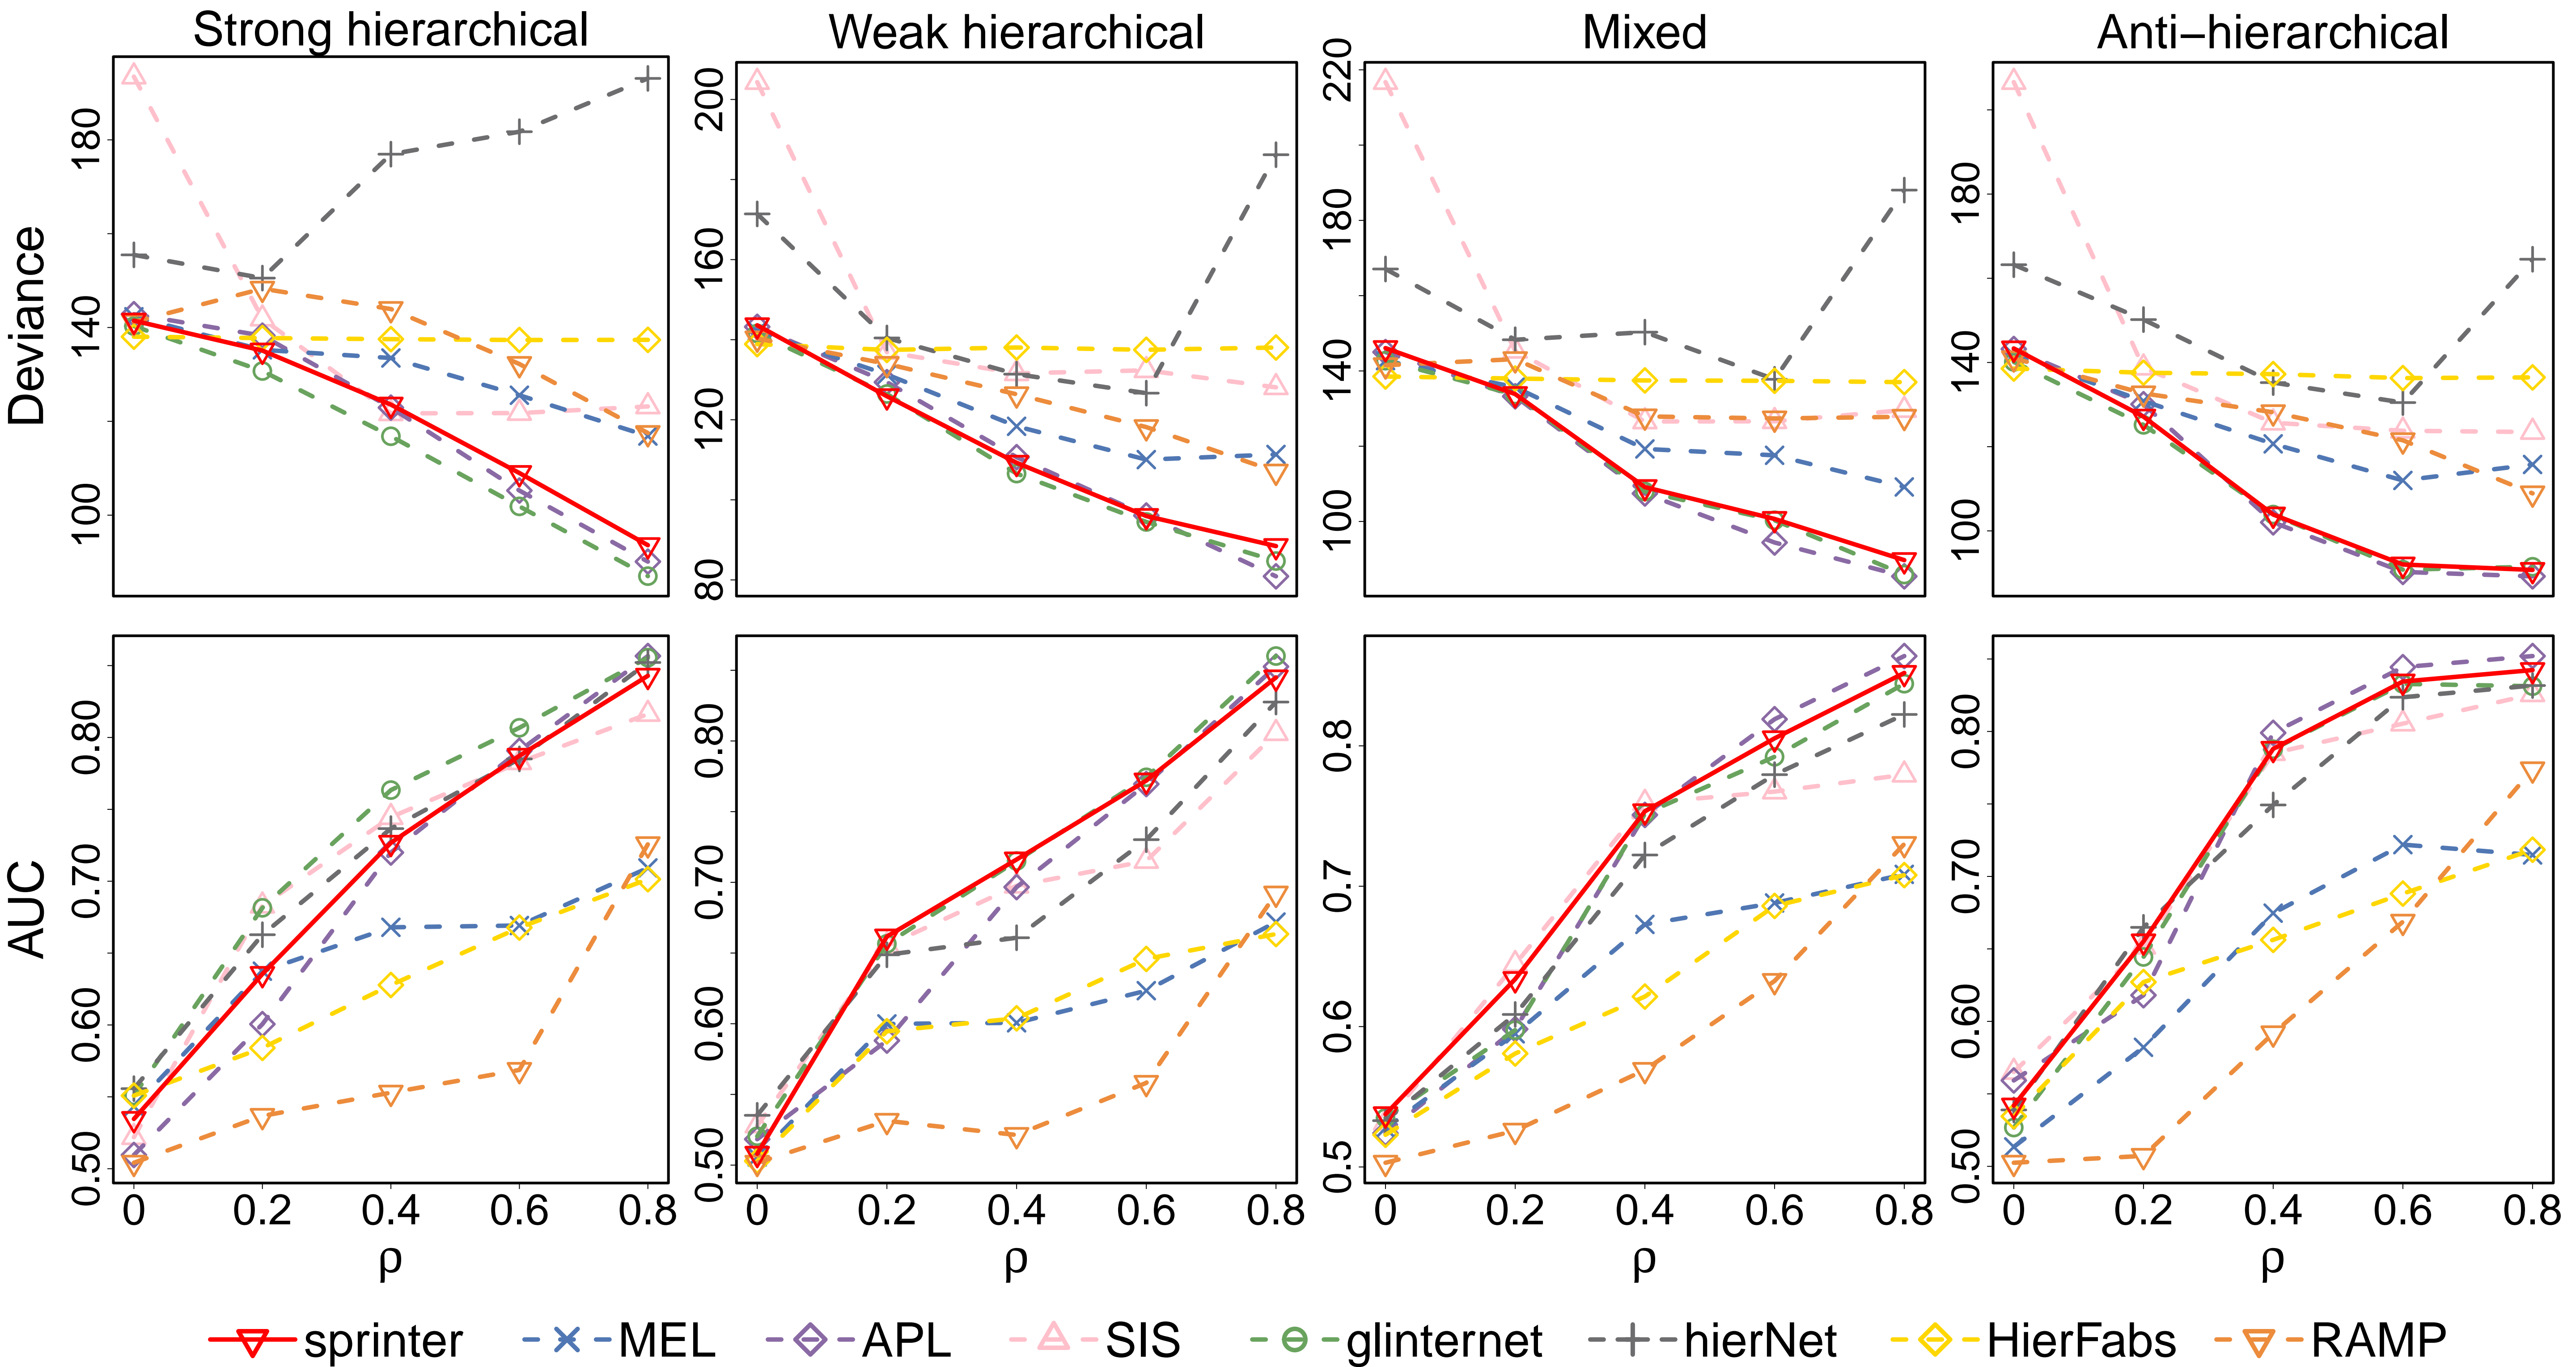 Strong hierarchical
Weak hierarchical
Mixed
Anti−hierarchical
Deviance
100 140 180
80 120 160 200
100 140 180 220
100 140 180
AUC
0.50 0.60 0.70 0.80
0.50 0.60 0.70 0.80
0.5 0.6 0.7 0.8
0.50 0.60 0.70 0.80
0 0.2 0.4 0.6 0.8
0 0.2 0.4 0.6 0.8
0 0.2 0.4 0.6 0.8
0 0.2 0.4 0.6 0.8
ρ
ρ
ρ
ρ
sprinter MEL APL SIS glinternet hierNet HierFabs RAMP